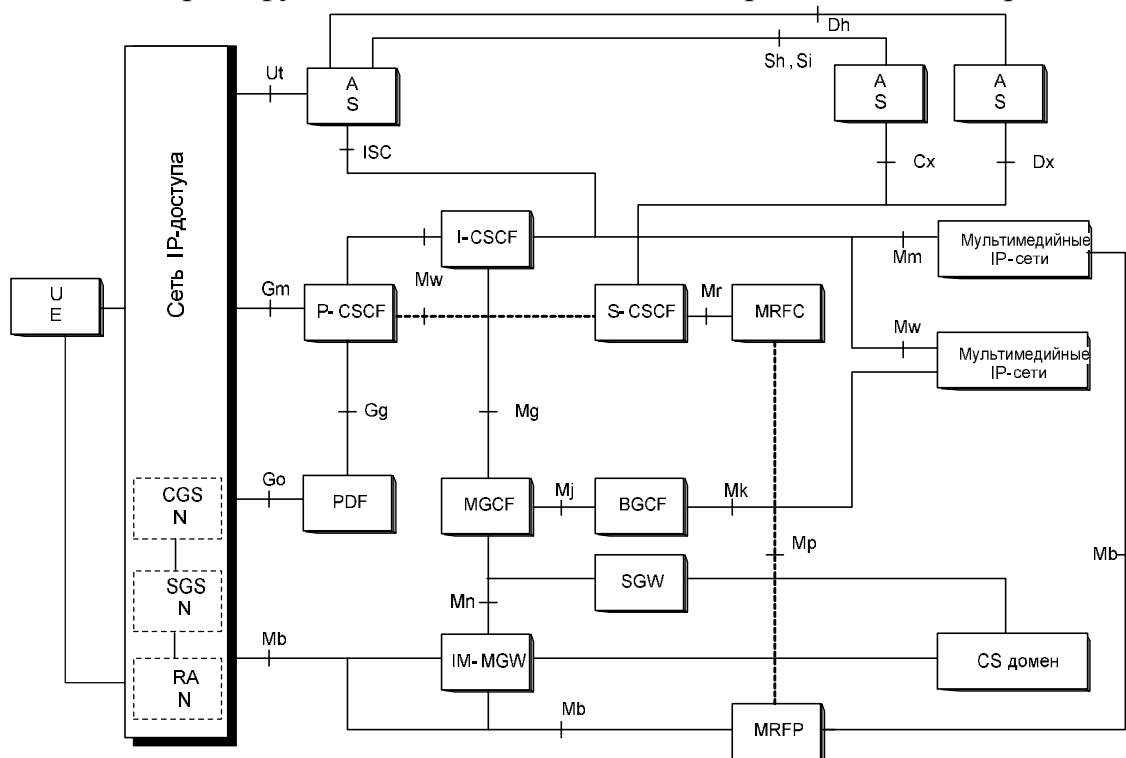 Dh
Sh , Si
Ut
A
S
A
S
A
S
ISC
Cx
Dx
Сеть IP-доступа
I- CSCF
Мультимедийные
IP-сети
Mm
Mw
U
E
Gm
P- CSCF
S- CSCF
Mr
MRFC
Mw
Мультимедийные
IP-сети
Gg
Mg
Go
PDF
MGCF
Mj
BGCF
Mk
CGS
N
Mp
Mb
SGS
N
SGW
Mn
Mb
RA
N
IM- MGW
CS домен
Mb
MRFP